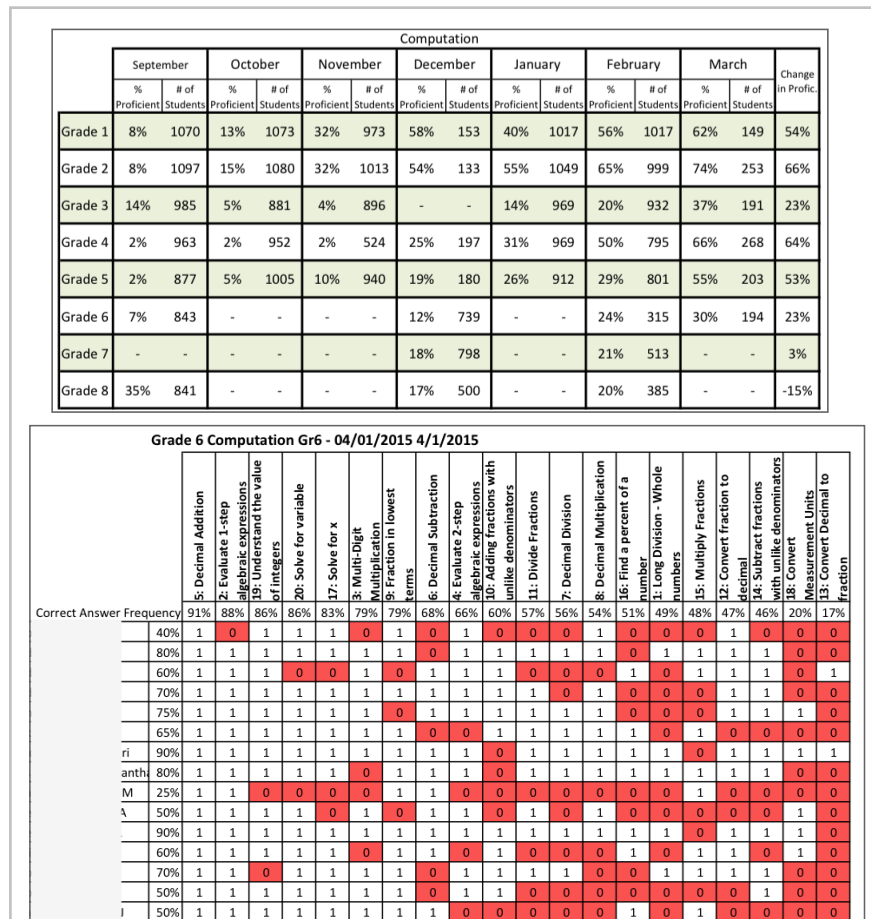 Computation
September October November December January February March Change in Profic.
% Proficient # of Students % Proficient # of Students % Proficient # of Students % Proficient # of Students % Proficient # of Students % Proficient # of Students % Proficient # of Students
Grade 1 8% 1070 13% 1073 32% 973 58% 153 40% 1017 56% 1017 62% 149 54%
Grade 2 8% 1097 15% 1080 32% 1013 54% 133 55% 1049 65% 999 74% 253 66%
Grade 3 14% 985 5% 881 4% 896 - - 14% 969 20% 932 37% 191 23%
Grade 4 2% 963 2% 952 2% 524 25% 197 31% 969 50% 795 66% 268 64%
Grade 5 2% 877 5% 1005 10% 940 19% 180 26% 912 29% 801 55% 203 53%
Grade 6 7% 843 - - - - 12% 739 - - 24% 315 30% 194 23%
Grade 7 - - - - - - 18% 798 - - 21% 513 - - 3%
Grade 8 35% 841 - - - - 17% 500 - - 20% 385 - - -15%
Grade 6 Computation Gr6 - 04/01/2015 4/1/2015
5: Decimal Addition
2: Evaluate 1-step algebraic expressions
19: Understand the value of integers
20: Solve for variable
17: Solve for x
3: Multi-Digit Multiplication
9: Fraction in lowest terms
6: Decimal Subtraction
4: Evaluate 2-step algebraic expressions
10: Adding fractions with unlike denominators
11: Divide Fractions
7: Decimal Division
8: Decimal Multiplication
16: Find a percent of a number
1: Long Division - Whole numbers
15: Multiply Fractions
12: Convert fraction to decimal
14: Subtract fractions with unlike denominators
18: Convert Measurement Units
13: Convert Decimal to fraction
Correct Answer Frequency 91% 88% 86% 86% 83% 79% 79% 68% 66% 60% 57% 56% 54% 51% 49% 48% 47% 46% 20% 17%
40% 1 0 1 1 1 0 1 0 1 0 0 0 1 0 0 0 1 0 0 0
80% 1 1 1 1 1 1 1 0 1 1 1 1 1 0 1 1 1 1 0 0
60% 1 1 1 0 0 1 0 1 1 1 0 0 0 1 0 1 1 1 0 1
70% 1 1 1 1 1 1 1 1 1 1 1 0 1 0 0 0 1 1 0 0
75% 1 1 1 1 1 1 0 1 1 1 1 1 1 0 0 0 1 1 1 0
65% 1 1 1 1 1 1 1 0 0 1 1 1 1 1 0 1 0 0 0 0
ri 90% 1 1 1 1 1 1 1 1 1 0 1 1 1 1 1 0 1 1 1 1
anth 80% 1 1 1 1 1 0 1 1 1 0 1 1 1 1 1 1 1 1 0 0
M 25% 1 1 0 0 0 0 1 1 0 0 0 0 0 0 0 1 0 0 0 0
A 50% 1 1 1 1 0 1 0 1 1 0 1 0 1 0 0 0 0 0 1 0
90% 1 1 1 1 1 1 1 1 1 1 1 1 1 1 1 0 1 1 1 0
60% 1 1 1 1 1 0 1 1 0 1 0 0 0 1 0 1 1 0 1 0
70% 1 1 0 1 1 1 1 0 1 1 1 1 0 0 1 1 1 1 0 0
50% 1 1 1 1 1 1 1 0 1 1 0 0 0 0 0 0 0 1 0 0
J 50% 1 1 1 1 1 1 1 1 0 0 0 0 0 1 0 1 0 0 0 0